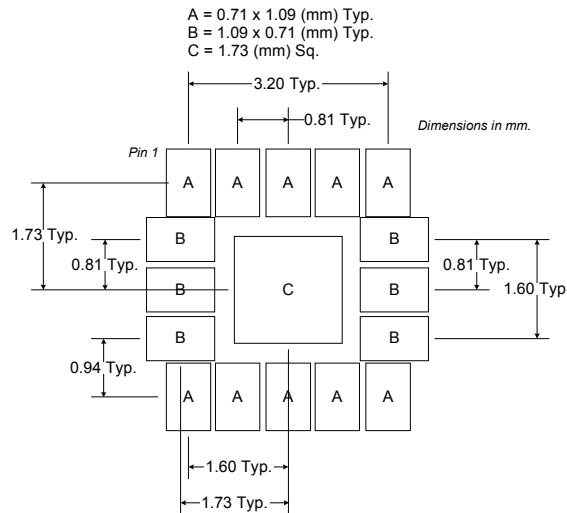 A = 0.71 x 1.09 (mm) Typ.
B = 1.09 x 0.71 (mm) Typ.
C = 1.73 (mm) Sq.
3.20 Typ.
0.81 Typ.
Dimensions in mm.
Pin 1
A A A A A
1.73 Typ.
B B
0.81 Typ. 0.81 Typ.
B C B 1.60 Typ
B B
0.94 Typ.
A A A A A
1.60 Typ.
1.73 Typ.